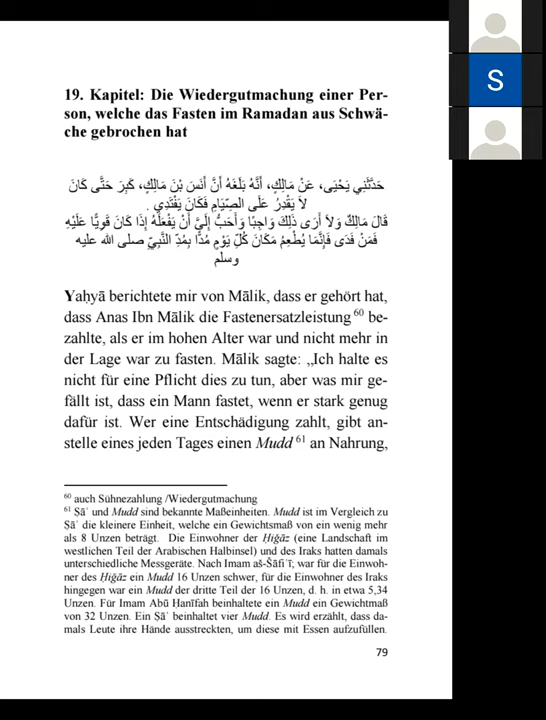 19. Kapitel: Die Wiedergutmachung einer Per-
son, welche das Fasten im Ramadan aus Schwä-
che gebrochen hat
حَدَّثَنِي يَحْيَى، عَنْ مَالِكٍ، أَنَّهُ بَلَغَهُ أَنَّ أَنَسَ بْنَ مَالِكٍ، كَبِرَ حَتَّى كَانَ
لاَ يَقْدِرُ عَلَى الصِّيَامِ فَكَانَ يَفْتَدِي .
قَالَ مَالِكٌ وَلاَ أَرَى ذَلِكَ وَاجِبًا وَأَحَبُّ إِلَىَّ أَنْ يَفْعَلَهُ إِذَا كَانَ قَوِيًّا عَلَيْهِ
فَمَنْ فَدَى فَإِنَّمَا يُطْعِمُ مَكَانَ كُلِّ يَوْمٍ مُدًّا بِمُدِّ النَّبِيِّ صلى الله عليه
وسلم
Yaḥyā berichtete mir von Mālik, dass er gehört hat,
dass Anas Ibn Mālik die Fastenersatzleistung 60 be-
zahlte, als er im hohen Alter war und nicht mehr in
der Lage war zu fasten. Mālik sagte: „Ich halte es
nicht für eine Pflicht dies zu tun, aber was mir ge-
fällt ist, dass ein Mann fastet, wenn er stark genug
dafür ist. Wer eine Entschädigung zahlt, gibt an-
stelle eines jeden Tages einen Mudd 61 an Nahrung,
60 auch Sühnezahlung /Wiedergutmachung
61 Ṣāʿ und Mudd sind bekannte Maßeinheiten. Mudd ist im Vergleich zu
Ṣāʿ die kleinere Einheit, welche ein Gewichtsmaß von ein wenig mehr
als 8 Unzen beträgt. Die Einwohner der Ḥiǧāz (eine Landschaft im
westlichen Teil der Arabischen Halbinsel) und des Iraks hatten damals
unterschiedliche Messgeräte. Nach Imam aš-Šāfiʿī, war für die Einwoh-
ner des Ḥiǧāz ein Mudd 16 Unzen schwer, für die Einwohner des Iraks
hingegen war ein Mudd der dritte Teil der 16 Unzen, d. h. in etwa 5,34
Unzen. Für Imam Abū Ḥanīfah beinhaltete ein Mudd ein Gewichtmaß
von 32 Unzen. Ein Ṣāʿ beinhaltet vier Mudd. Es wird erzählt, dass da-
mals Leute ihre Hände ausstreckten, um diese mit Essen aufzufüllen.
79
S